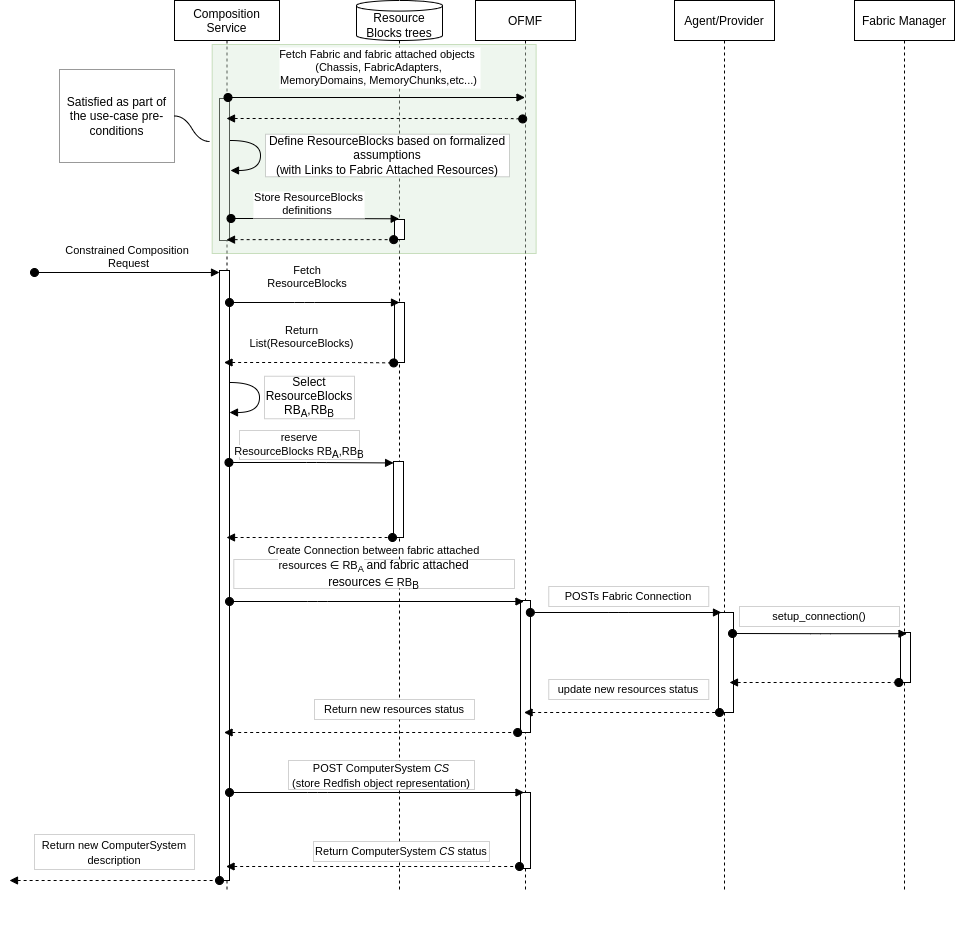 Composition
Service
Resource
Blocks trees
OFMF
Agent/Provider
Fabric Manager
Fetch Fabric and fabric attached objects
(Chassis, FabricAdapters,
MemoryDomains, MemoryChunks,etc...)
Satisfied as part of
the use-case pre-
conditions
Define ResourceBlocks based on formalized
assumptions
(with Links to Fabric Attached Resources)
Store ResourceBlocks
definitions
Constrained Composition
Request
Fetch
ResourceBlocks
Return
List(ResourceBlocks)
Select
ResourceBlocks
RBA,RBB
reserve
ResourceBlocks RBA,RBB
Create Connection between fabric attached
resources ∈ RBA and fabric attached
resources ∈ RBB
POSTs Fabric Connection
setup_connection()
update new resources status
Return new resources status
POST ComputerSystem CS
(store Redfish object representation)
Return ComputerSystem CS status
Return new ComputerSystem
description